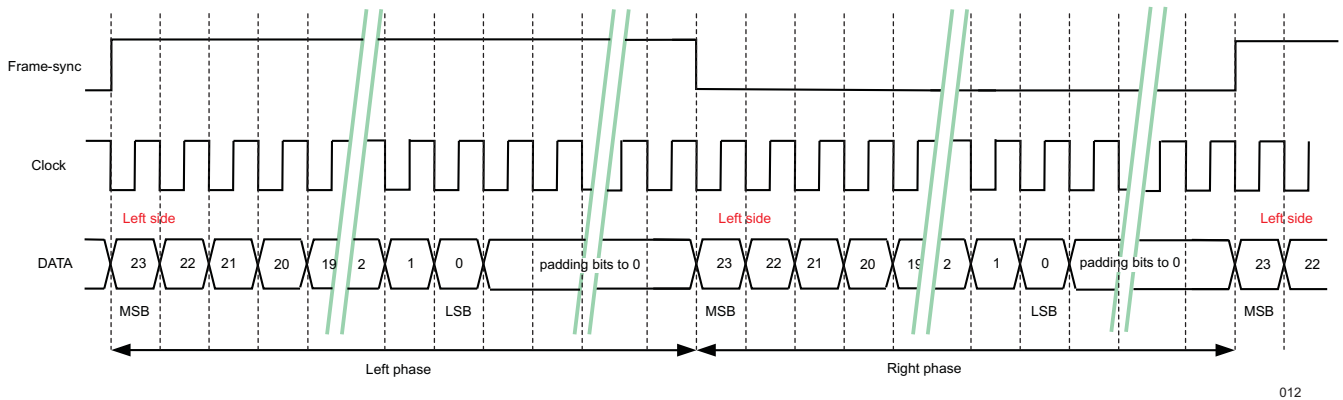 Frame-sync
Clock
Left side Left side Left side
DATA 23 22 21 20 19 2 1 0 padding bits to 0 23 22 21 20 19 2 1 0 padding bits to 0 23 22
MSB LSB MSB LSB MSB
Left phase Right phase
012